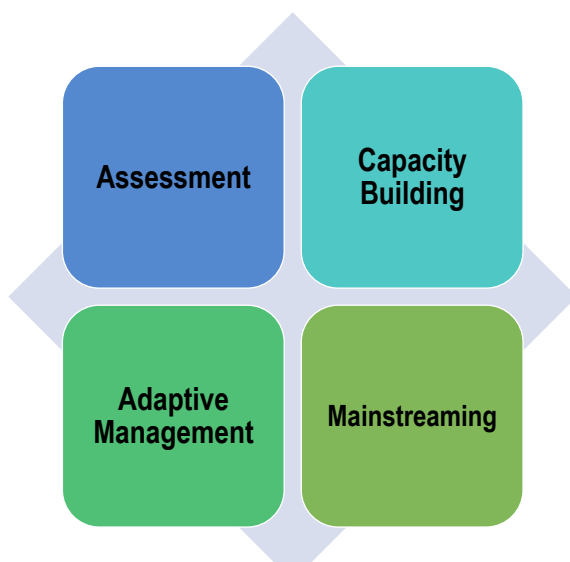 Assessment
Capacity
Building
Adaptive
Management
Mainstreaming